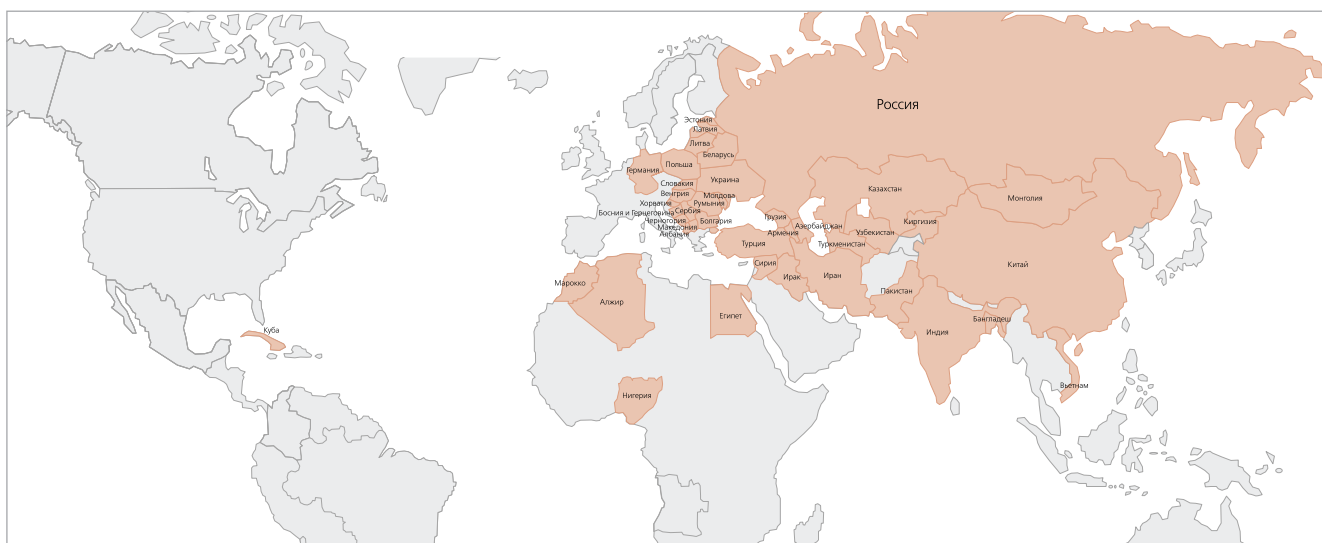 Россия
Эстония
Латвия
Литва
Беларусь
Польша
Германия
Украина
Словакия
Венгрия
Молдова
Хорватия
Румыния
Босния и Герцеговина
Сербия
Черногория
Болгария
Македония
Албания
Казахстан
Монголия
Грузия
Киргизия
Азербайджан
Армения
Узбекистан
Турция
Туркменистан
Китай
Сирия
Ирак
Иран
Марокко
Пакистан
Алжир
Египет
Бангладеш
Куба
Индия
Вьетнам
Нигерия